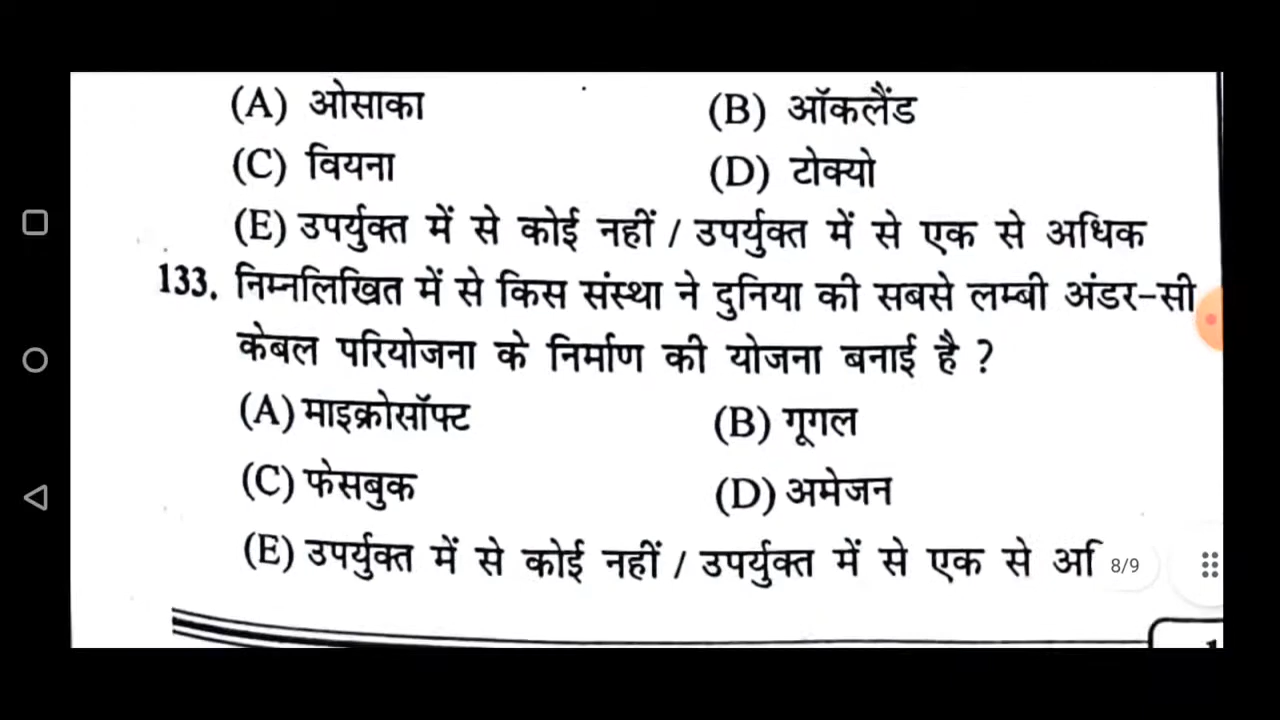 (A) ओसाका (B) ऑकलैंड
(C) वियना (D) टोक्यो
(E) उपर्युक्त में से कोई नहीं / उपर्युक्त में से एक से अधिक
133. निम्नलिखित में से किस संस्था ने दुनिया की सबसे लम्बी अंडर-सी
केबल परियोजना के निर्माण की योजना बनाई है ?
(A) माइक्रोसॉफ्ट (B) गूगल
(C) फेसबुक (D) अमेजन
(E) उपर्युक्त में से कोई नहीं / उपर्युक्त में से एक से
8/9